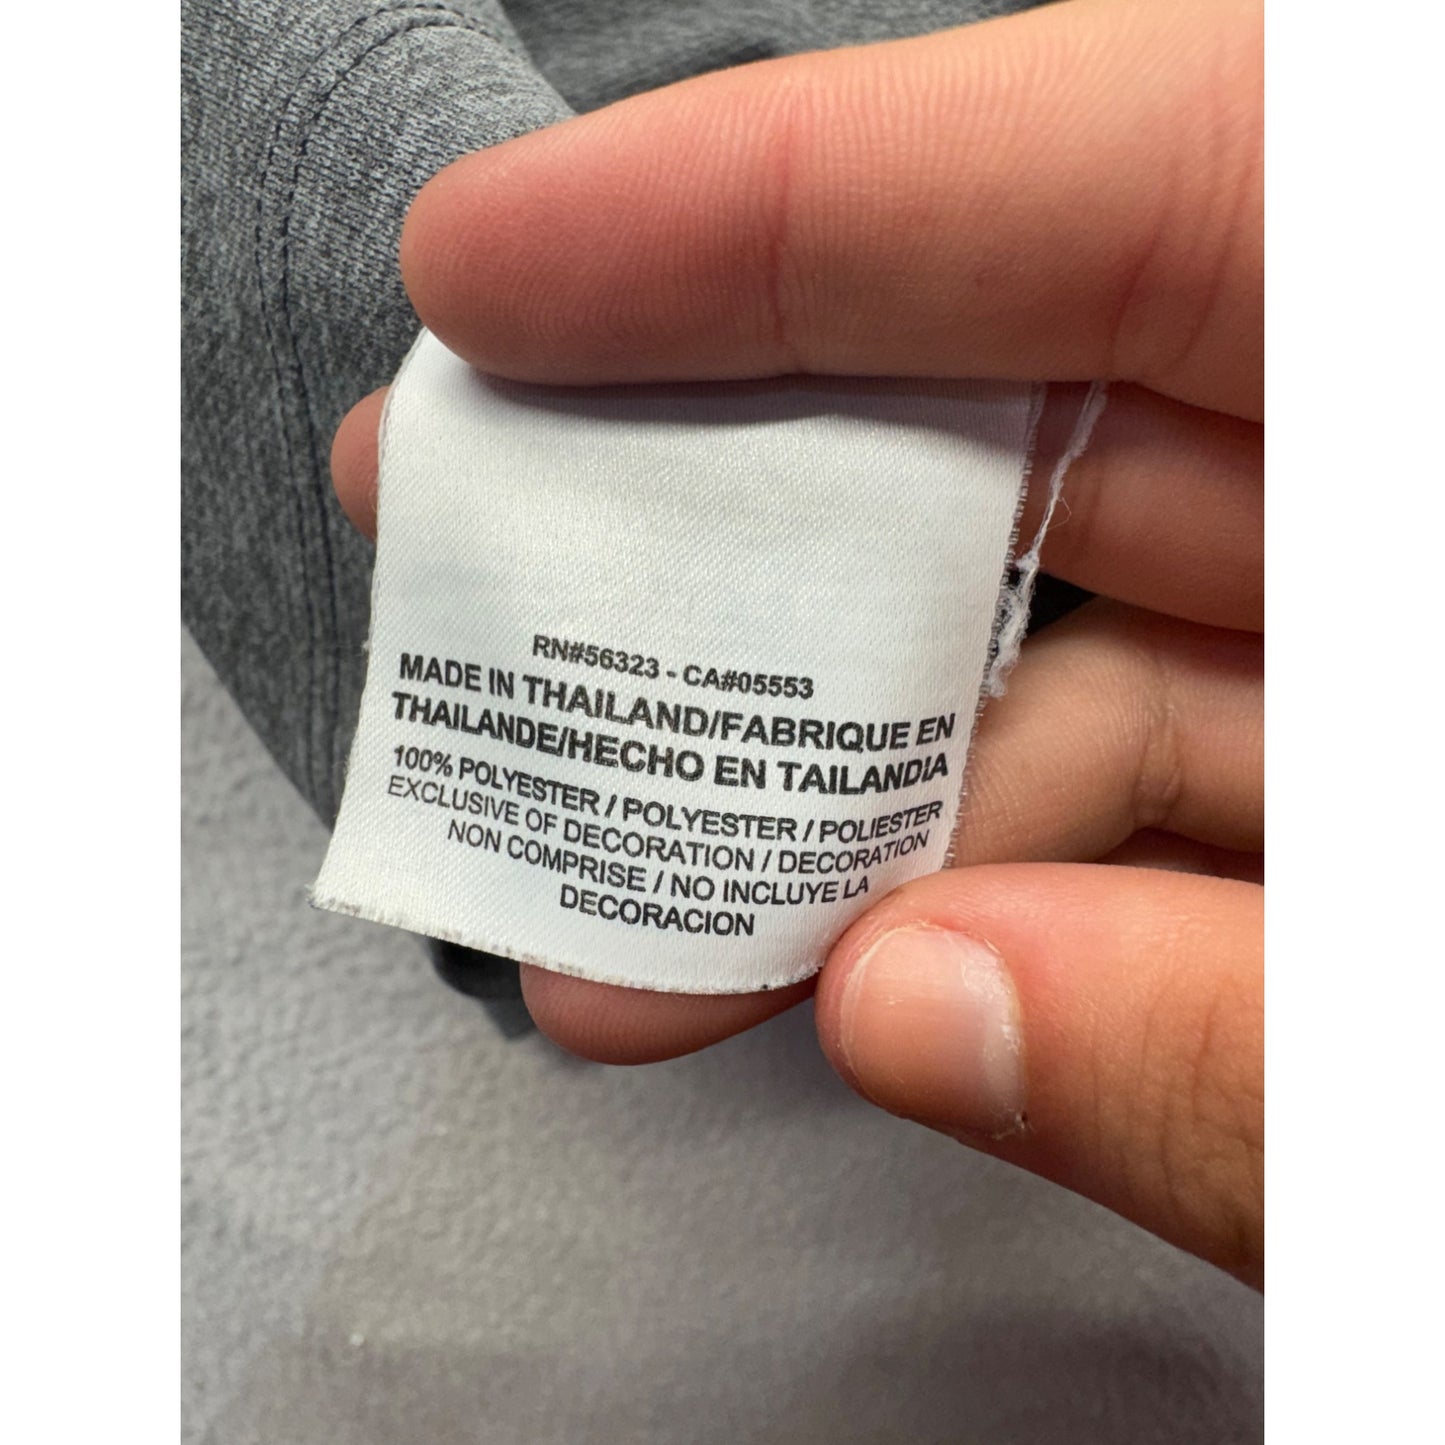 RN#56323 - CA#05553
MADE IN THAILAND/FABRIQUE EN
THAILANDE/HECHO EN TAILANDIA
100% POLYESTER / POLYESTER / POLIESTER
EXCLUSIVE OF DECORATION / DECORATION
NON COMPRISE / NO INCLUYE LA
DECORACION